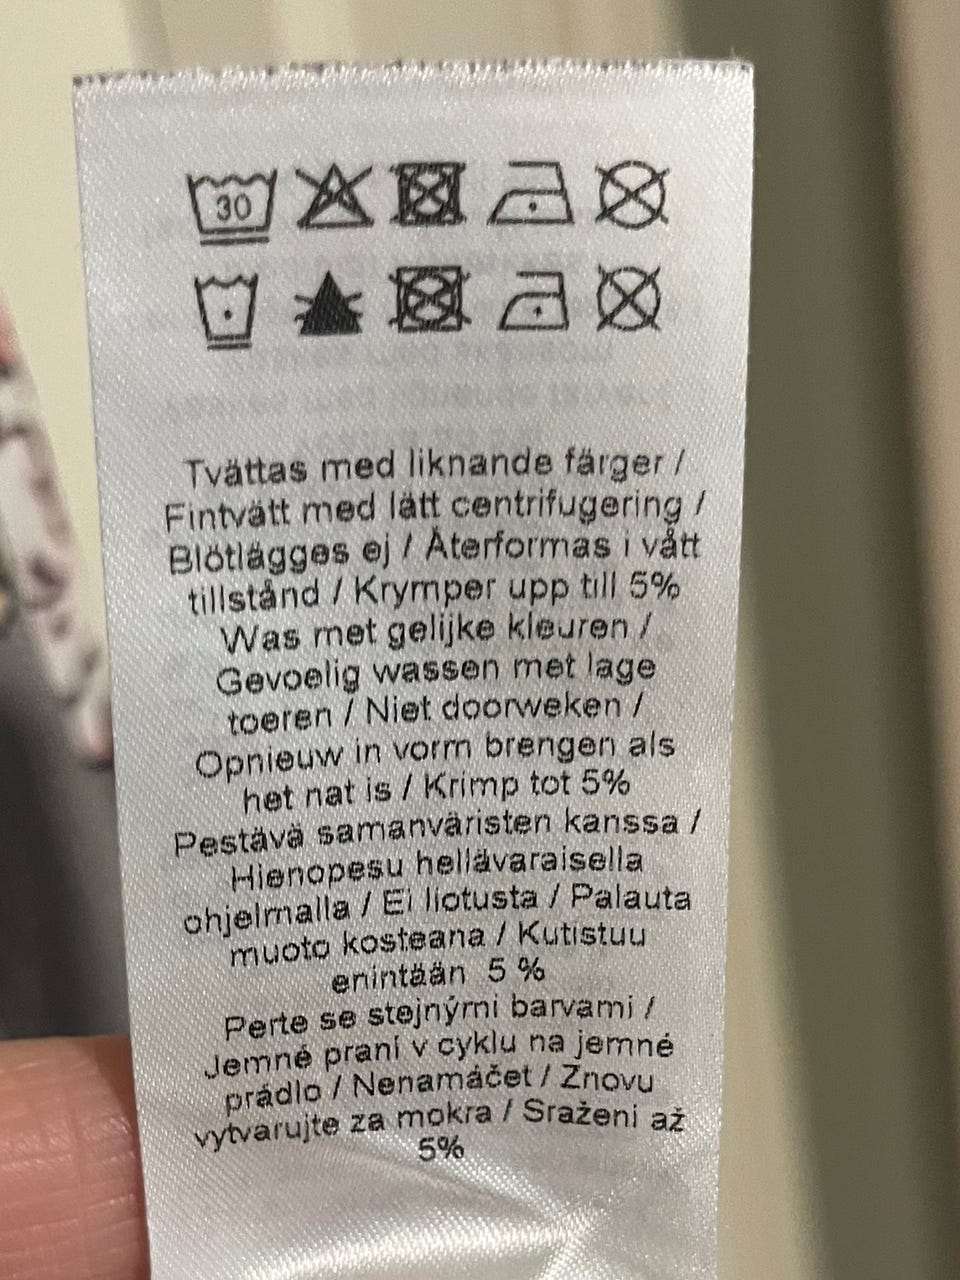 30
Tvättas med liknande färger /
Fintvätt med lätt centrifugering /
Blötlägges ej / Återformas i vått
tillstånd / Krymper upp till 5%
Was met gelijke kleuren /
Gevoelig wassen met lage
toeren / Niet doorweken /
Opnieuw in vorm brengen als
het nat is / Krimp tot 5%
Pestävä samanväristen kanssa /
Hienopesu hellävaraisella
ohjelmalla / Ei liotusta / Palauta
muoto kosteana / Kutistuu
enintään 5 %
Perte se stejnými barvami /
Jemné praní v cyklu na jemné
prádlo / Nenamáčet / Znovu
vytvarujte za mokra / Sražení až
5%